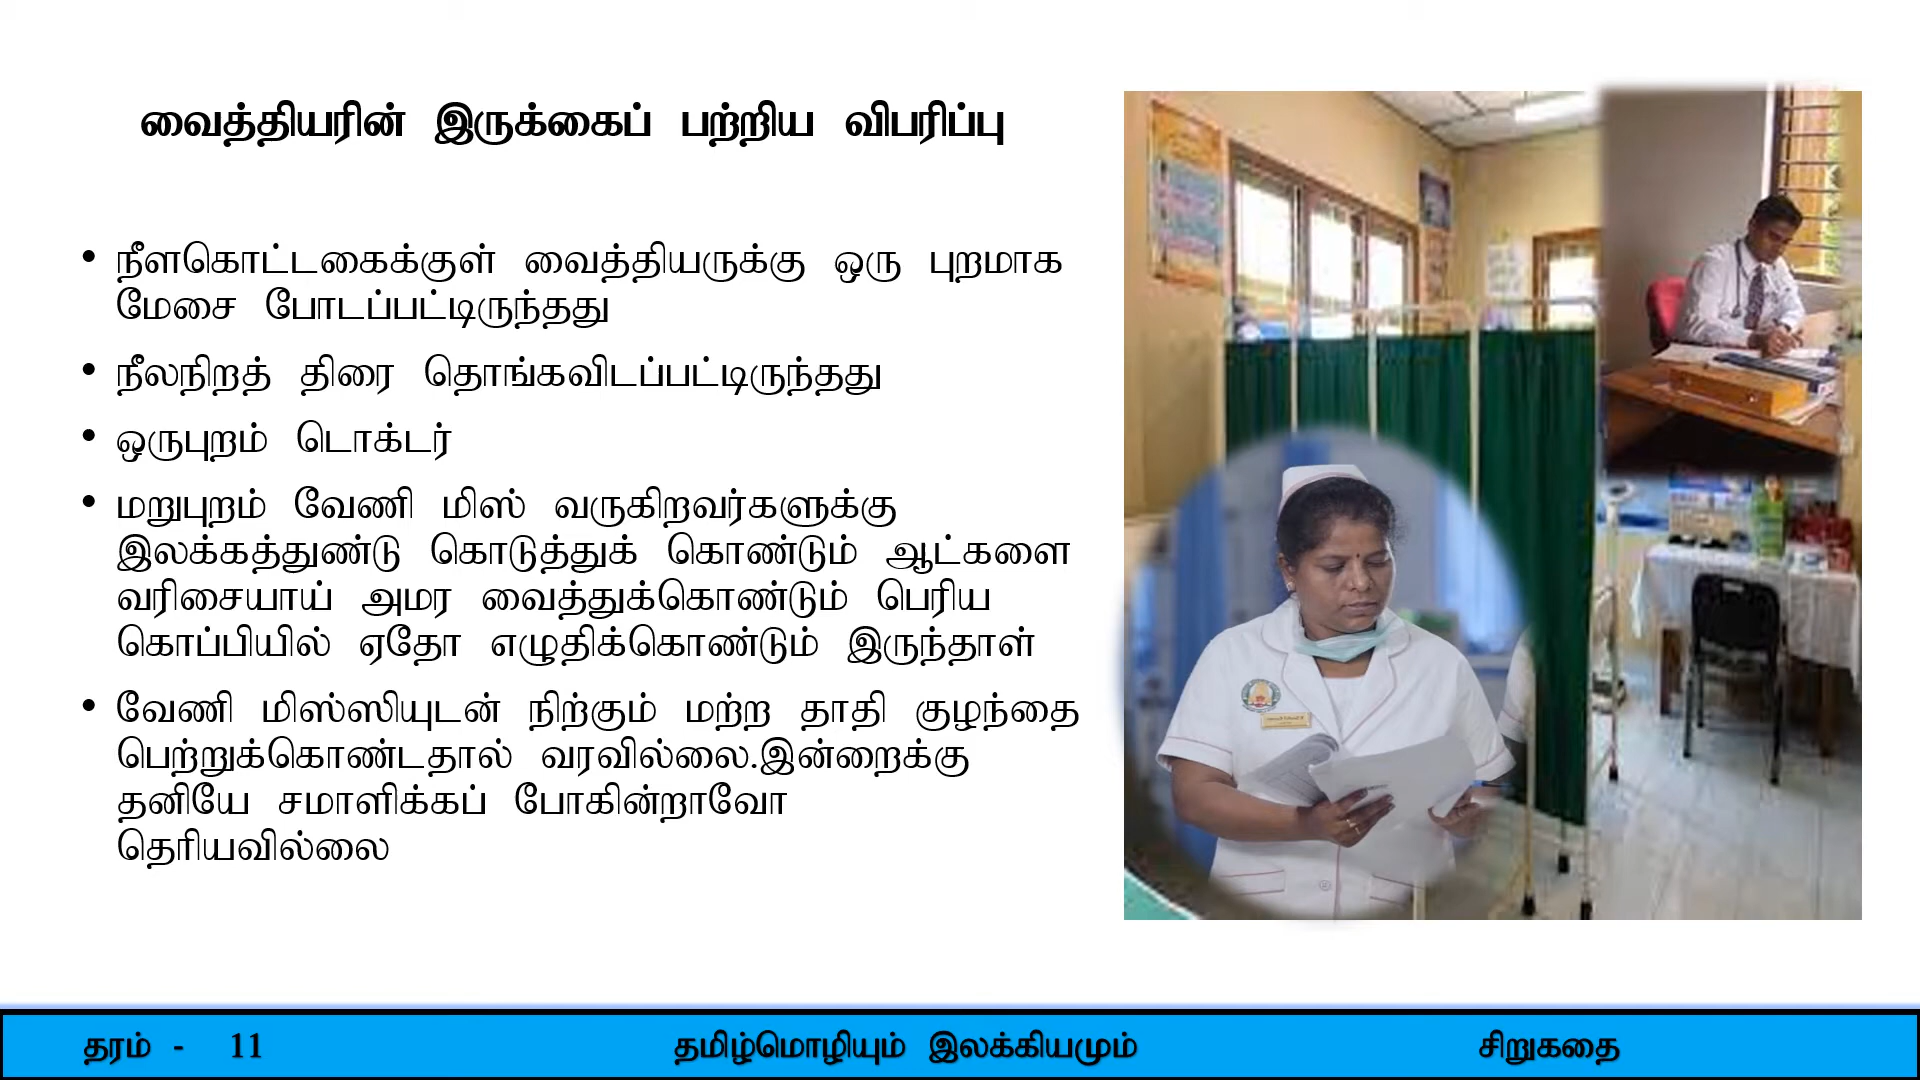 வைத்தியரின் இருக்கைப் பற்றிய விபரிப்பு
• நீளகொட்டகைக்குள் வைத்தியருக்கு ஒரு புறமாக
மேசை போடப்பட்டிருந்தது
• நீலநிறத் திரை தொங்கவிடப்பட்டிருந்தது
• ஒருபுறம் டொக்டர்
• மறுபுறம் வேணி மிஸ் வருகிறவர்களுக்கு
இலக்கத்துண்டு கொடுத்துக் கொண்டும் ஆட்களை
வரிசையாய் அமர வைத்துக்கொண்டும் பெரிய
கொப்பியில் ஏதோ எழுதிக்கொண்டும் இருந்தாள்
• வேணி மிஸ்ஸியுடன் நிற்கும் மற்ற தாதி குழந்தை
பெற்றுக்கொண்டதால் வரவில்லை.இன்றைக்கு
தனியே சமாளிக்கப் போகின்றாவோ
தெரியவில்லை
தரம் - 11 தமிழ்மொழியும் இலக்கியமும் சிறுகதை